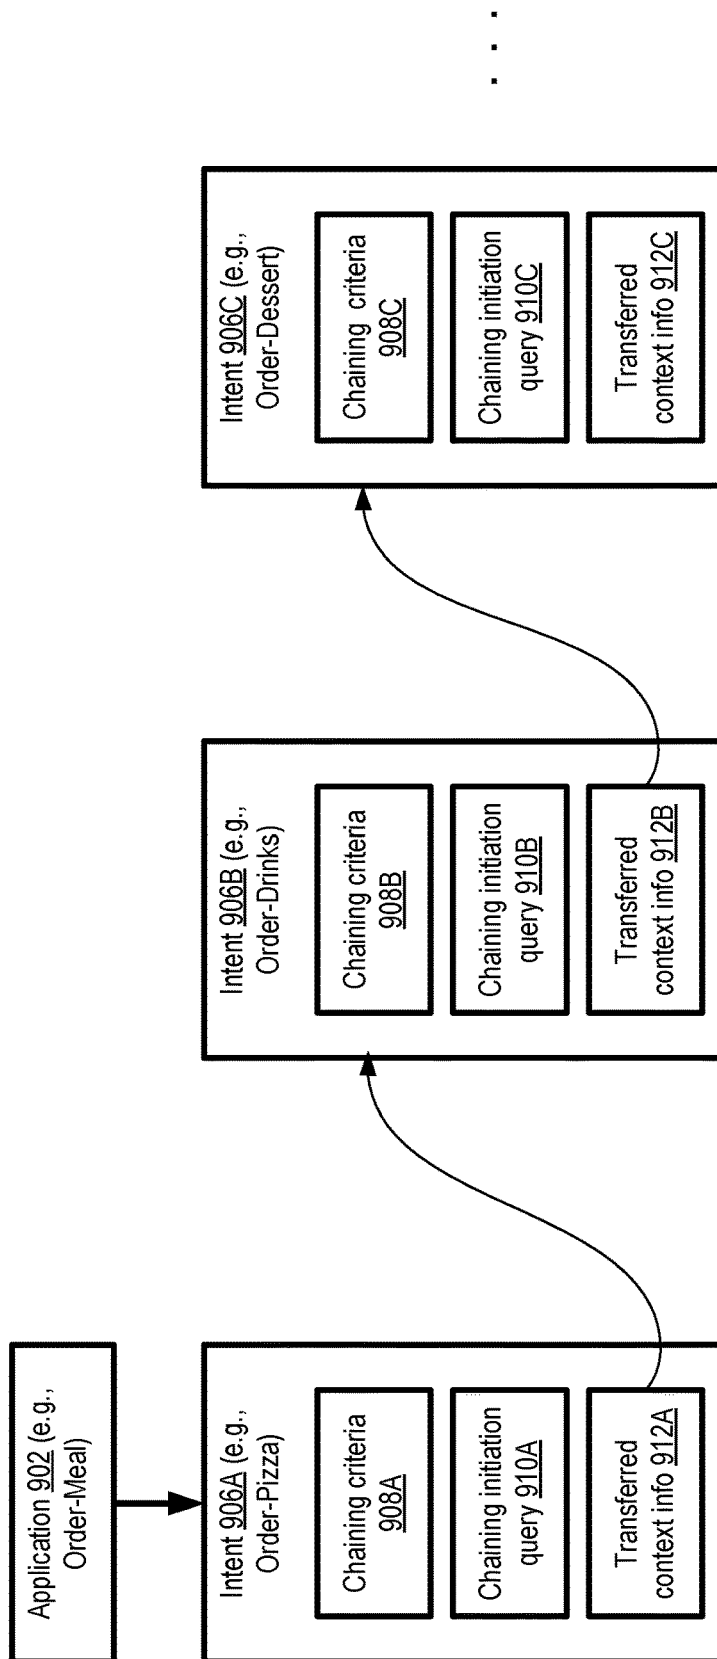 Application 902 (e.g.,
Order-Meal)
Intent 906A (e.g.,
Order-Pizza)
Chaining criteria
908A
Chaining initiation
query 910A
Transferred
context info 912A
Intent 906B (e.g.,
Order-Drinks)
Chaining criteria
908B
Chaining initiation
query 910B
Transferred
context info 912B
Intent 906C (e.g.,
Order-Dessert)
Chaining criteria
908C
Chaining initiation
query 910C
Transferred
context info 912C
. . .